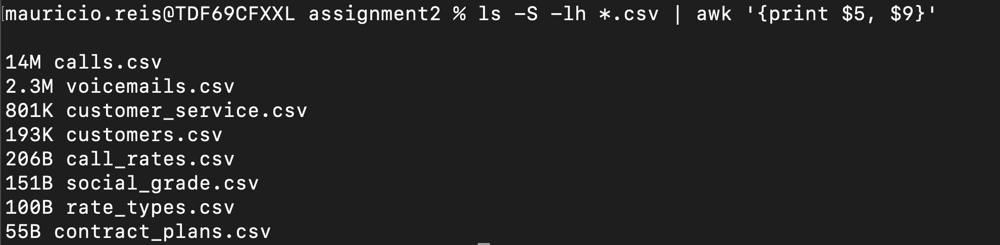 [mauricio.reis@TDF69CFXXL assignment2 % ls -S -lh *.csv | awk '{print $5, $9}'
14M calls.csv
2.3M voicemails.csv
801K customer_service.csv
193K customers.csv
206B call_rates.csv
151B social_grade.csv
100B rate_types.csv
55B contract_plans.csv